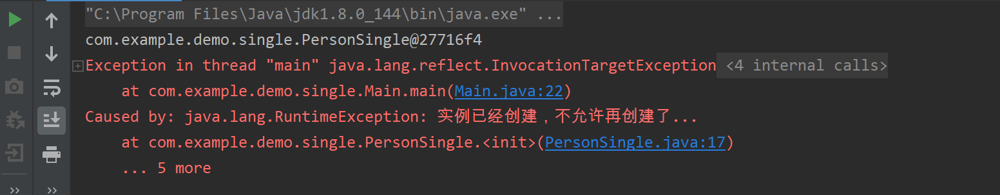 "C:\Program Files\Java\jdk1.8.0_144\bin\java.exe" ...
com.example.demo.single.PersonSingle@27716f4
Exception in thread "main" java.lang.reflect.InvocationTargetException <4 internal calls>
at com.example.demo.single.Main.main(Main.java:22)
Caused by: java.lang.RuntimeException: 实例已经创建，不允许再创建了...
at com.example.demo.single.PersonSingle.<init>(PersonSingle.java:17)
... 5 more